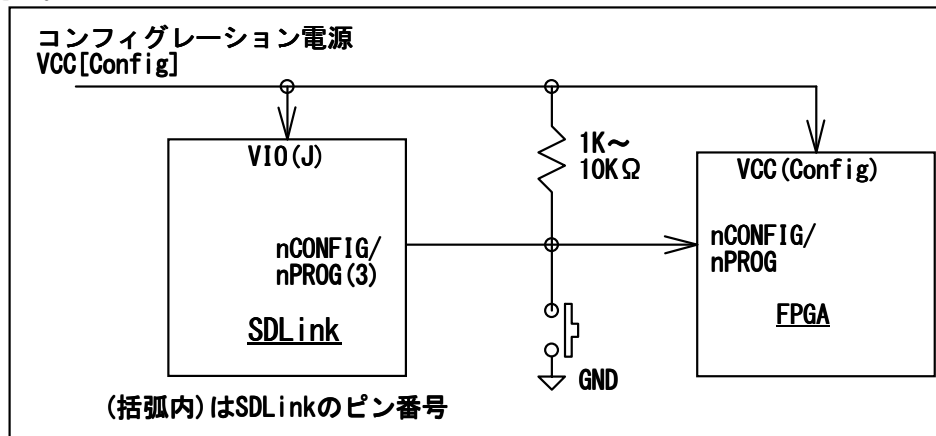 コンフィグレーション電源
VCC[Config]
VIO(J)
1K～
10KΩ
VCC(Config)
nCONFIG/
nPROG(3)
nCONFIG/
nPROG
SDLink
FPGA
GND
(括弧内)はSDLinkのピン番号